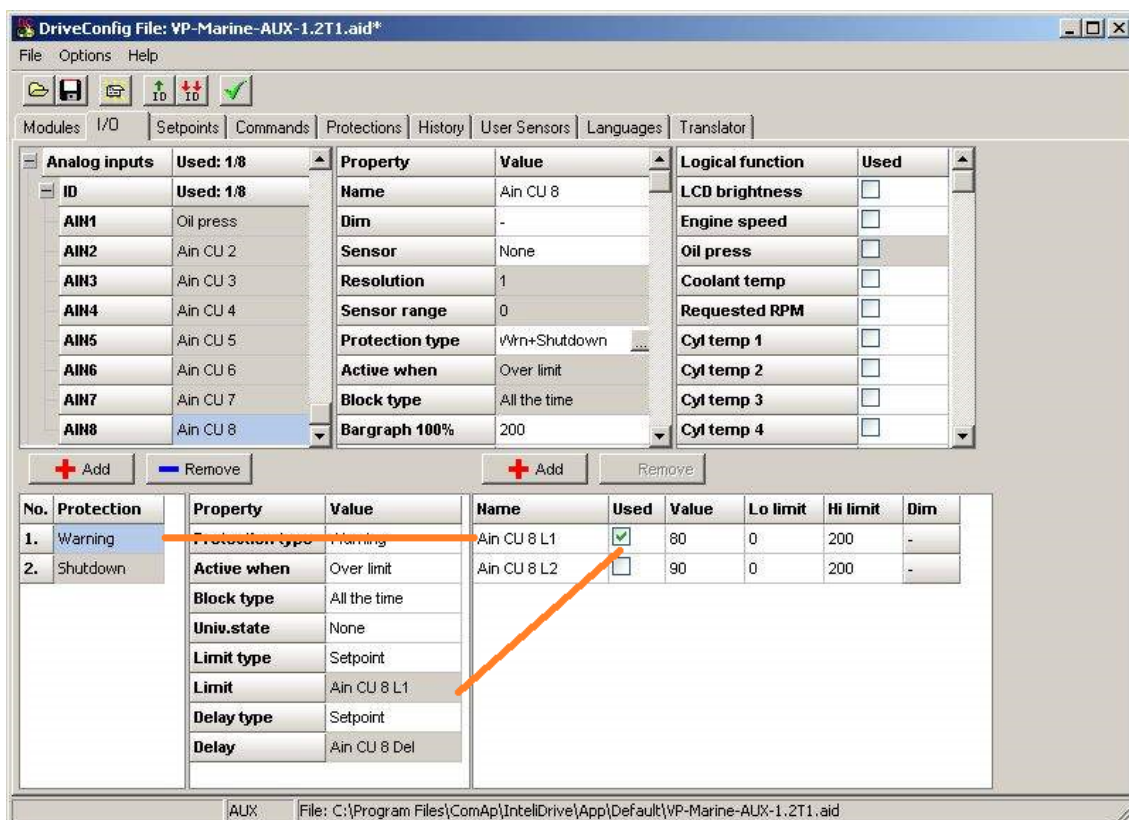 DriveConfig File: VP-Marine-AUX-1.2T1.aid*
File Options Help
ID ID
Modules I/O Setpoints Commands Protections History User Sensors Languages Translator
Analog inputs Used: 1/8 Property Value Logical function Used
ID Used: 1/8 Name Ain CU 8 LCD brightness
AIN1 Oil press Dim - Engine speed
AIN2 Ain CU 2 Sensor None Oil press
AIN3 Ain CU 3 Resolution 1 Coolant temp
AIN4 Ain CU 4 Sensor range 0 Requested RPM
AIN5 Ain CU 5 Protection type Wrn+Shutdown ... Cyl temp 1
AIN6 Ain CU 6 Active when Over limit Cyl temp 2
AIN7 Ain CU 7 Block type All the time Cyl temp 3
AIN8 Ain CU 8 Bargraph 100% 200 Cyl temp 4
Add Remove Add Remove
No. Protection Property Value Name Used Value Lo limit Hi limit Dim
1. Warning Protection type Warning Ain CU 8 L1 80 0 200 -
2. Shutdown Active when Over limit Ain CU 8 L2 90 0 200 -
Block type All the time
Univ.state None
Limit type Setpoint
Limit Ain CU 8 L1
Delay type Setpoint
Delay Ain CU 8 Del
AUX File: C:\Program Files\ComAp\InteliDrive\App\Default\VP-Marine-AUX-1.2T1.aid